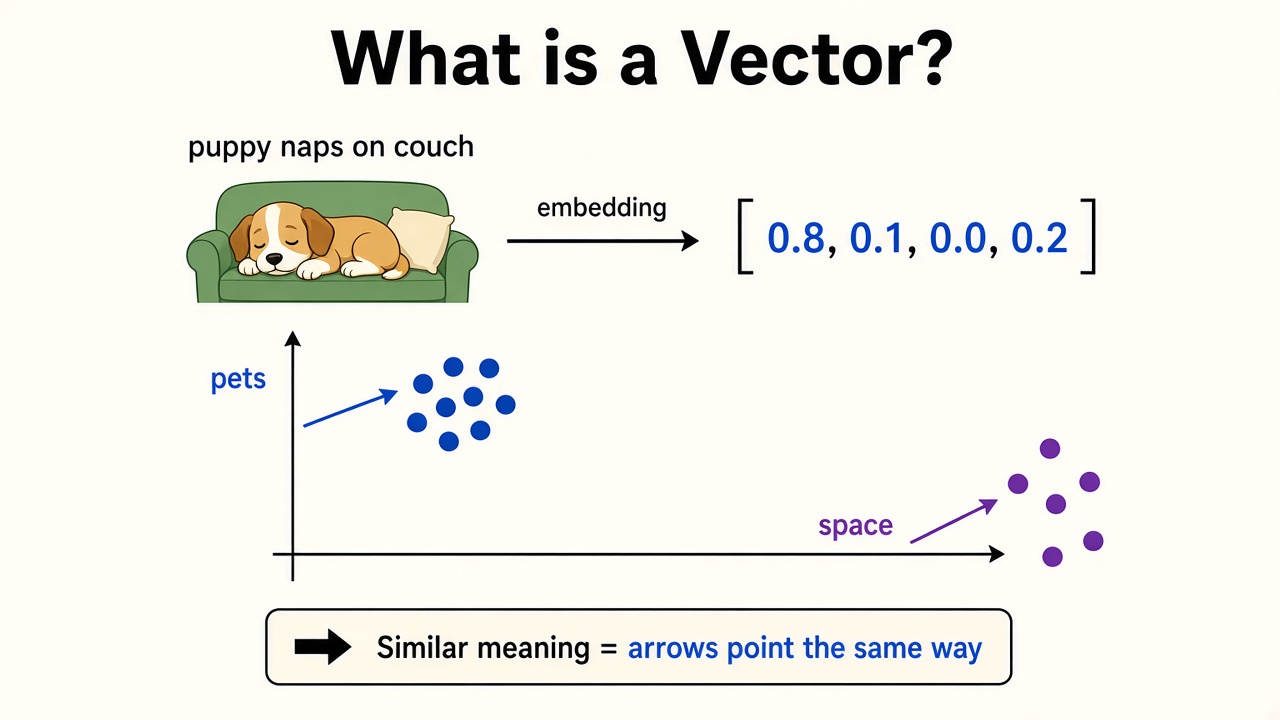 What is a Vector?
puppy naps on couch
embedding
[ 0.8, 0.1, 0.0, 0.2 ]
pets
space
Similar meaning = arrows point the same way